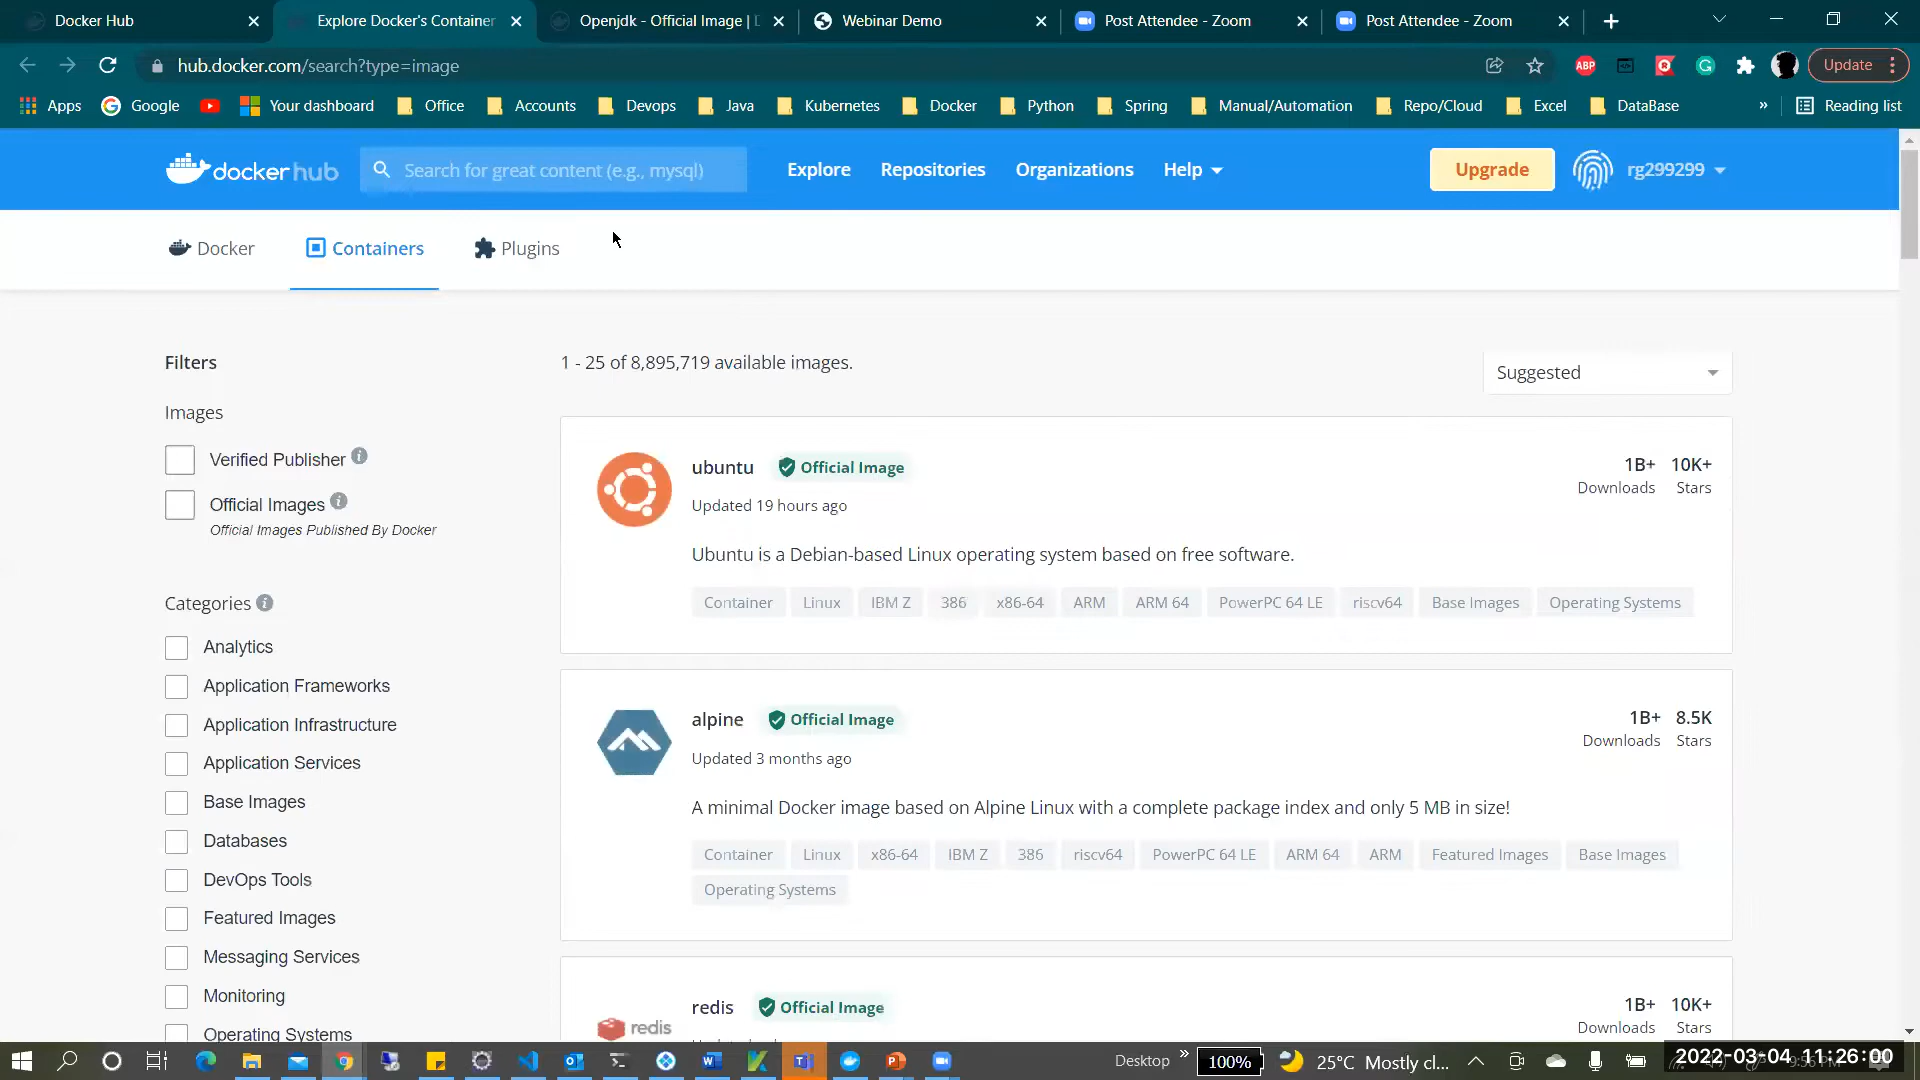 Docker Hub
Explore Docker's Container
Openjdk - Official Image |
Webinar Demo
Post Attendee - Zoom
Post Attendee - Zoom
hub.docker.com/search?type=image
ABP
Update
Apps
Google
Your dashboard
Office
Accounts
Devops
Java
Kubernetes
Docker
Python
Spring
Manual/Automation
Repo/Cloud
Excel
DataBase
»
Reading list
docker hub
Search for great content (e.g., mysql)
Explore
Repositories
Organizations
Help
Upgrade
rg299299
Docker
Containers
Plugins
Filters
1 - 25 of 8,895,719 available images.
Suggested
Images
Verified Publisher
Official Images
Official Images Published By Docker
Categories
Analytics
Application Frameworks
Application Infrastructure
Application Services
Base Images
Databases
DevOps Tools
Featured Images
Messaging Services
Monitoring
Operating Systems
ubuntu
Official Image
1B+ 10K+
Downloads Stars
Updated 19 hours ago
Ubuntu is a Debian-based Linux operating system based on free software.
Container Linux IBM Z 386 x86-64 ARM ARM 64 PowerPC 64 LE riscv64 Base Images Operating Systems
alpine
Official Image
1B+ 8.5K
Downloads Stars
Updated 3 months ago
A minimal Docker image based on Alpine Linux with a complete package index and only 5 MB in size!
Container Linux x86-64 IBM Z 386 riscv64 PowerPC 64 LE ARM 64 ARM Featured Images Base Images
Operating Systems
redis
redis
Official Image
1B+ 10K+
Downloads Stars
Desktop
»
100%
25°C Mostly cl...
2022-03-04 11:26:00